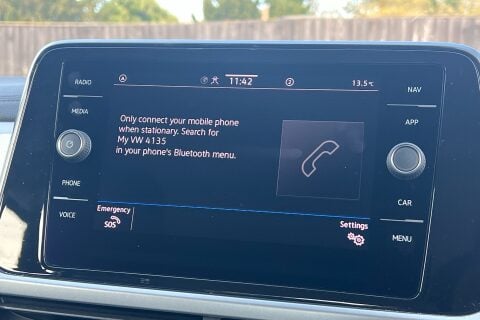 RADIO
MEDIA
PHONE
VOICE
A 11:42 2 13.5°C
Only connect your mobile phone
when stationary. Search for
My VW 4135
in your phone's Bluetooth menu.
Emergency
SOS
Settings
NAV
APP
CAR
MENU